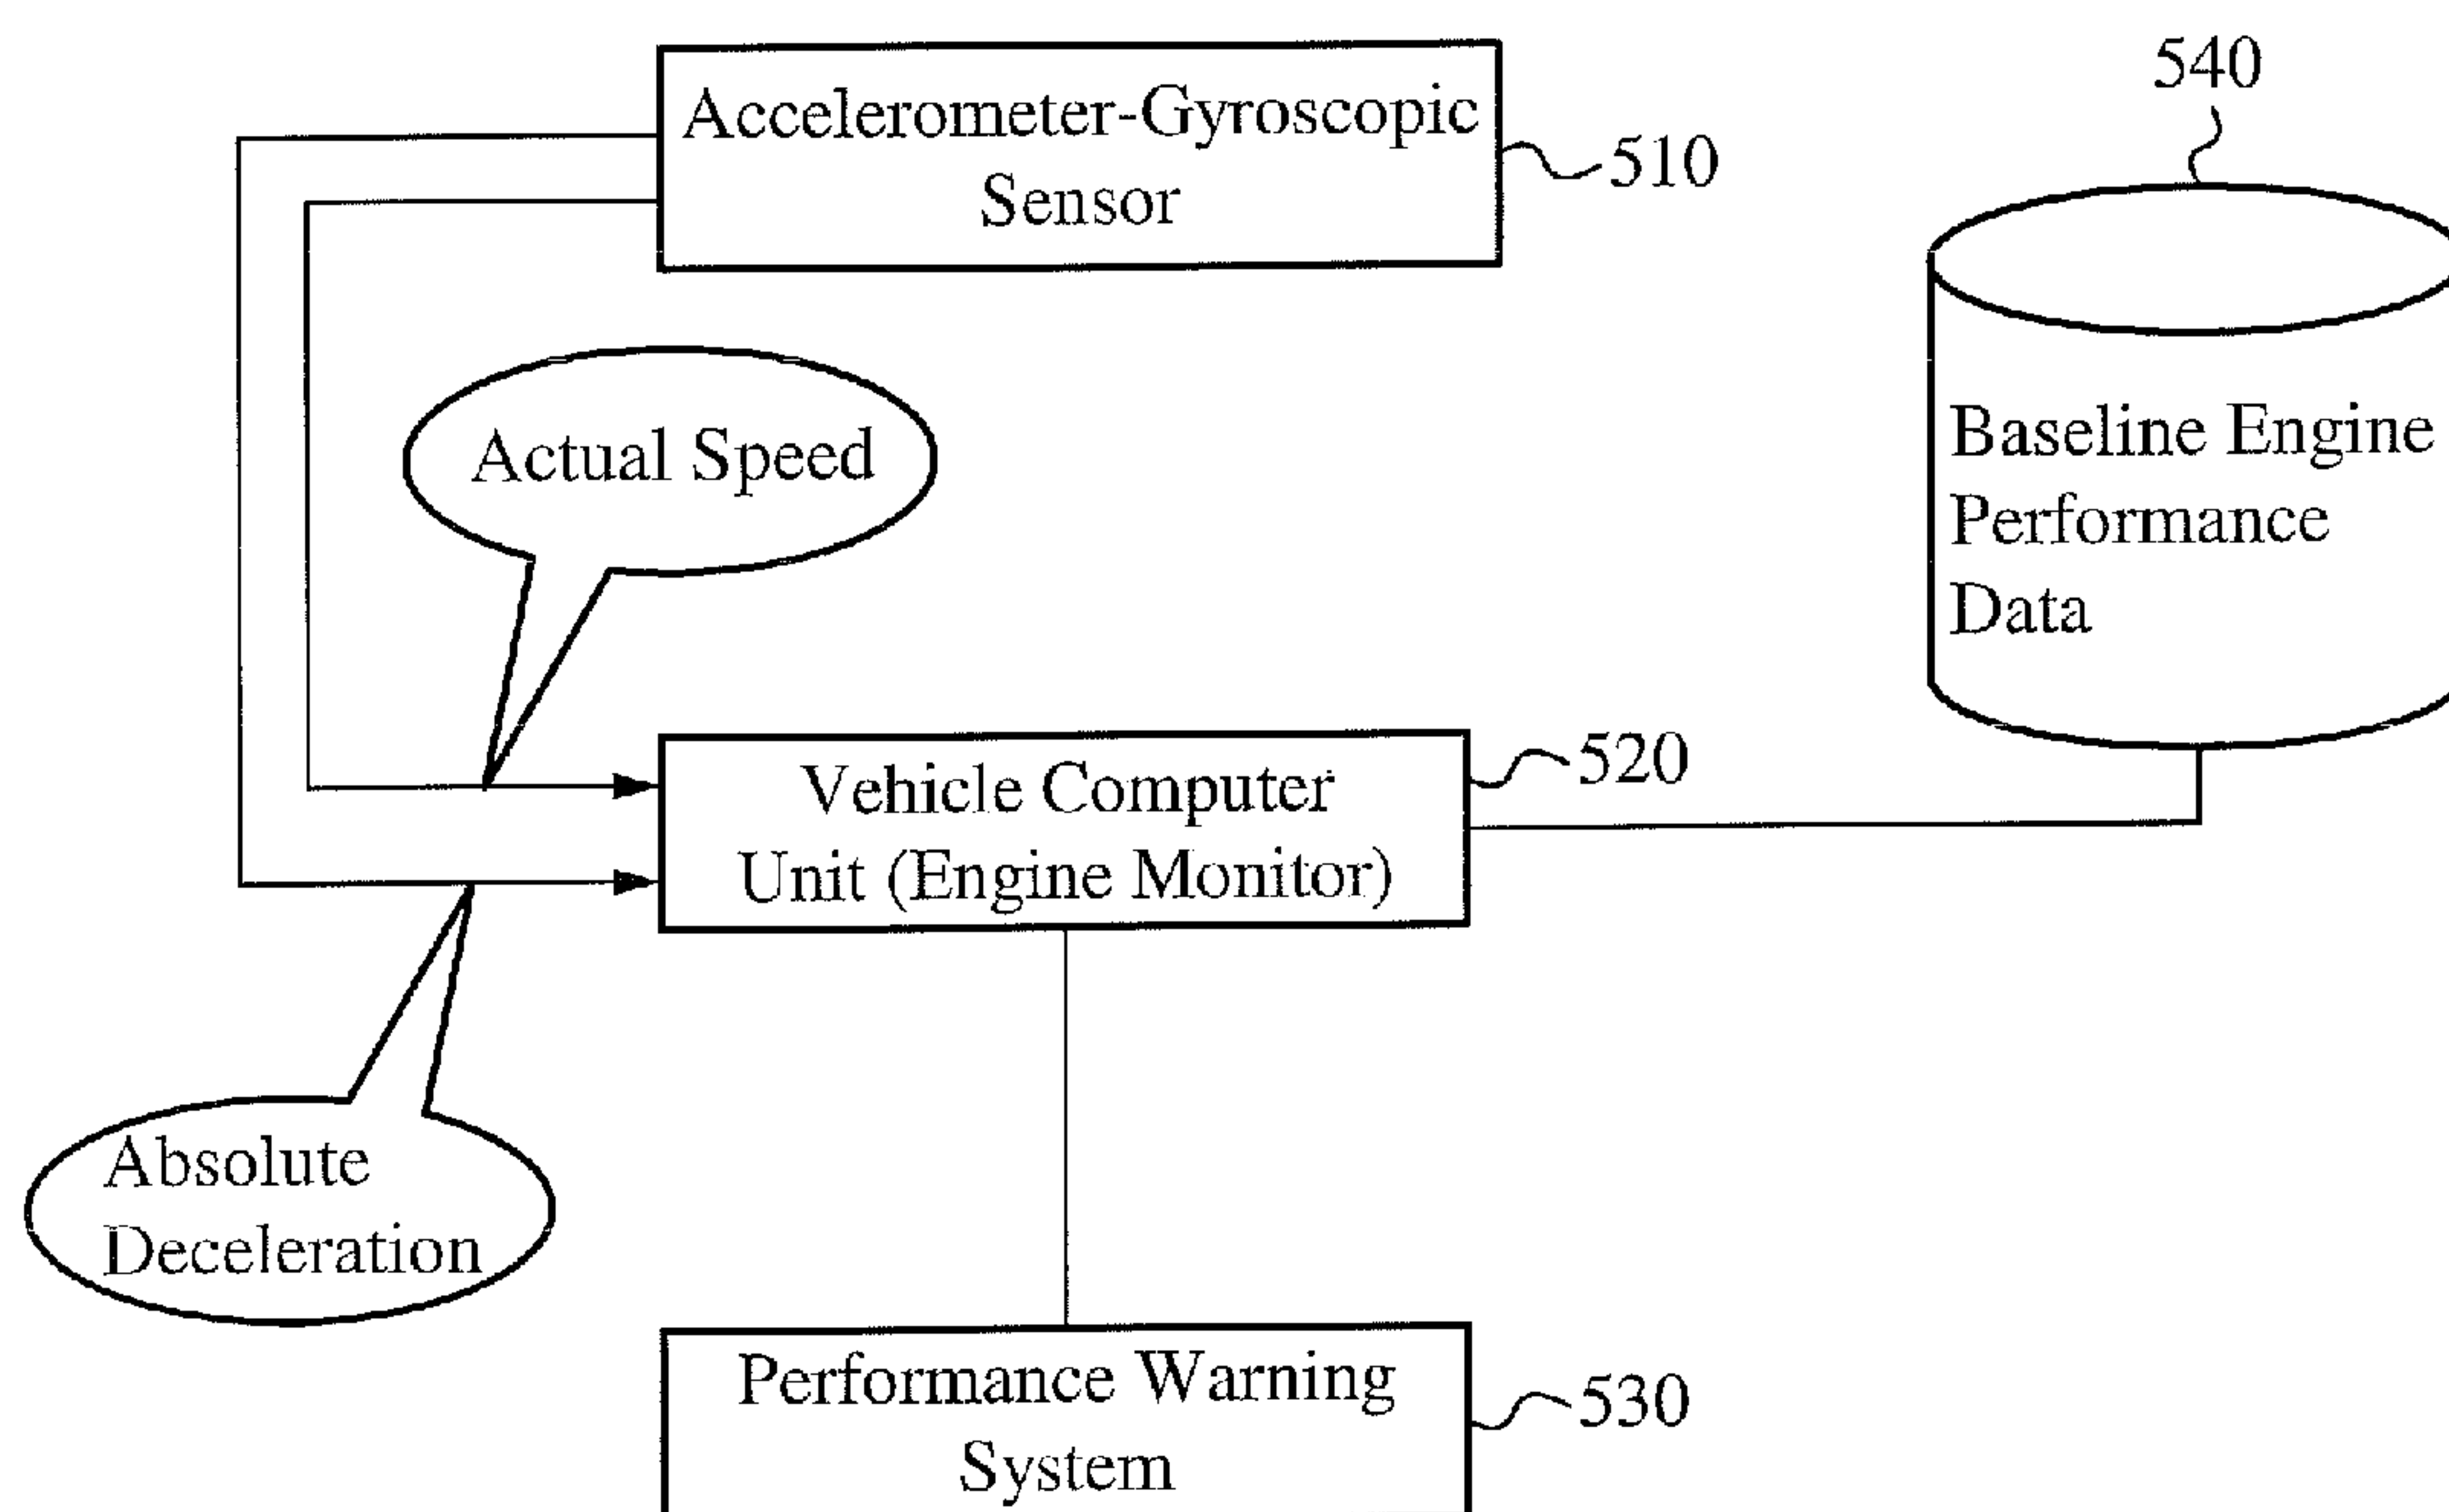 Accelerometer-Gyroscopic
Sensor
510
540
Actual Speed
Baseline Engine
Performance
Data
Vehicle Computer
Unit (Engine Monitor)
520
Absolute
Deceleration
Performance Warning
System
530